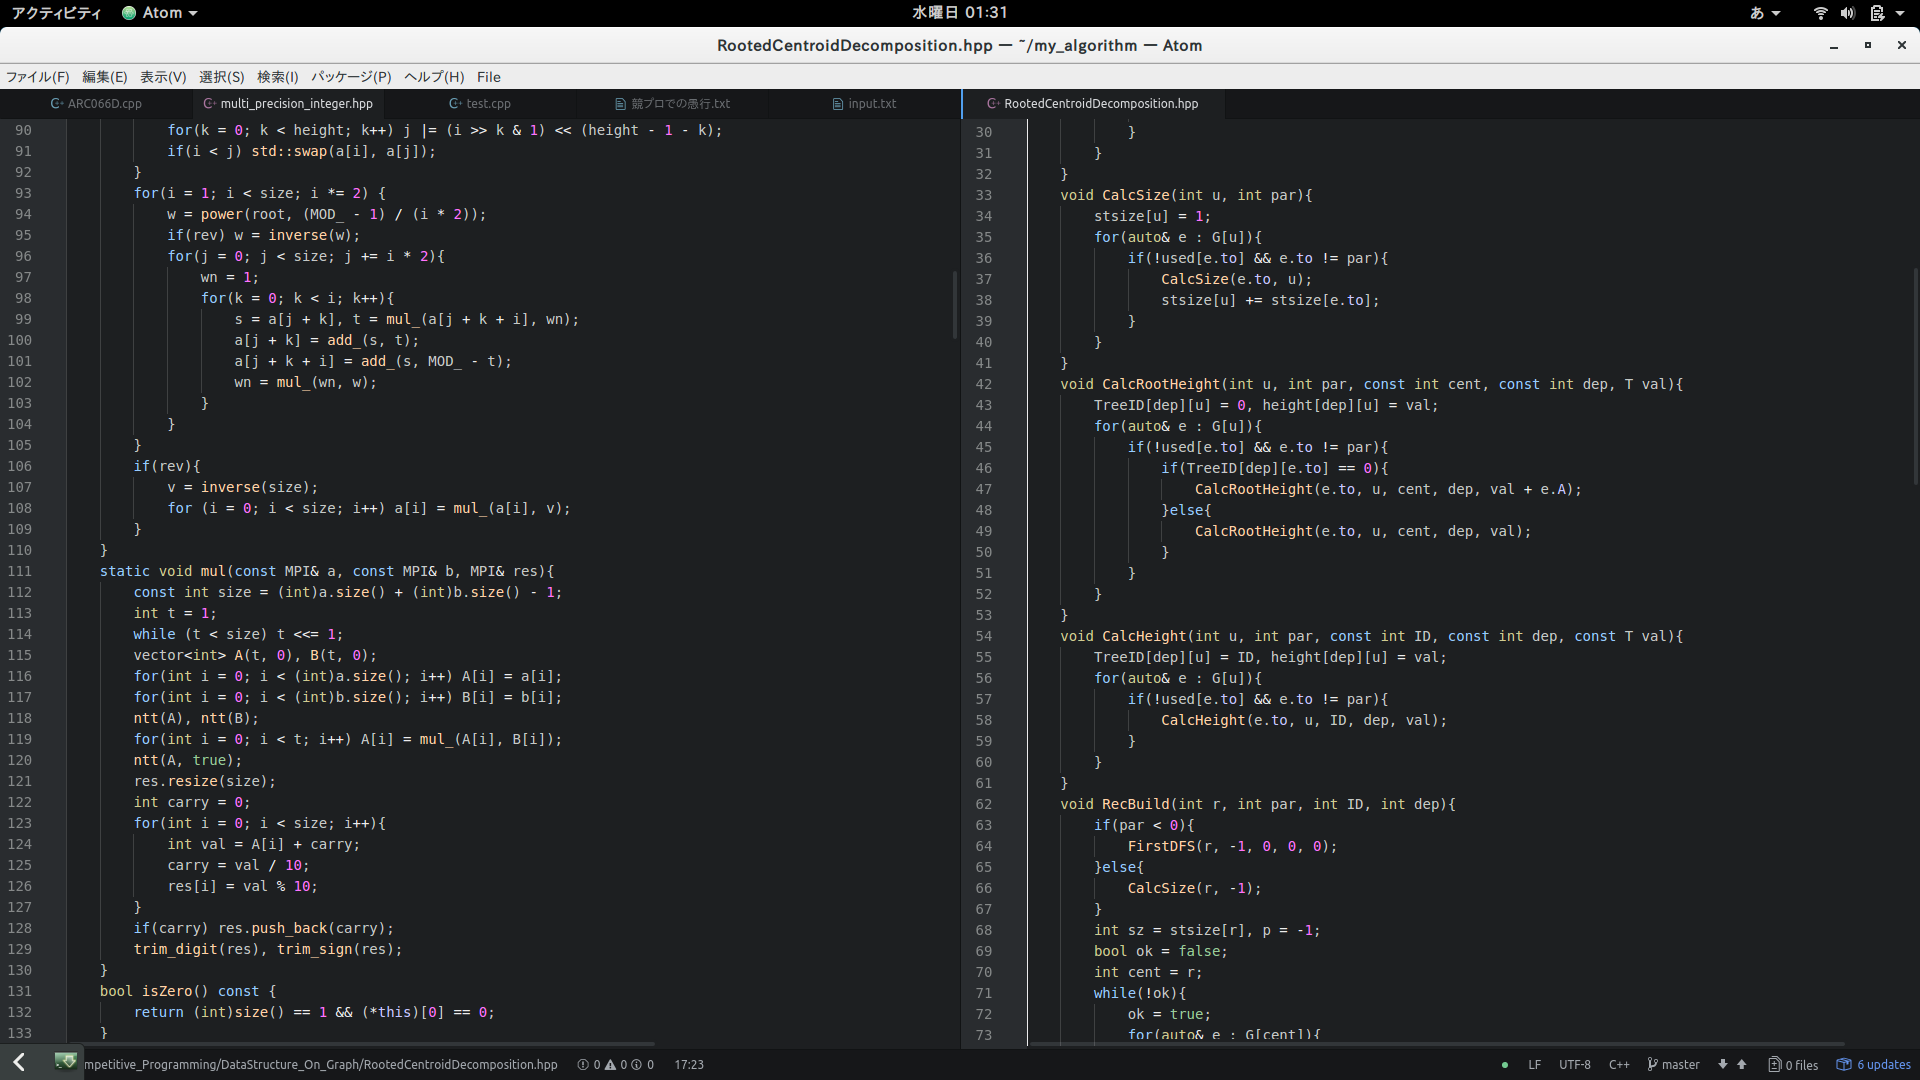 アクティビティ Atom 水曜日 01:31 あ
RootedCentroidDecomposition.hpp — ~/my_algorithm — Atom
ファイル(F) 編集(E) 表示(V) 選択(S) 検索(I) パッケージ(P) ヘルプ(H) File
ARC066D.cpp multi_precision_integer.hpp test.cpp 競プロでの愚行.txt input.txt RootedCentroidDecomposition.hpp
90 for(k = 0; k < height; k++) j |= (i >> k & 1) << (height - 1 - k);
91 if(i < j) std::swap(a[i], a[j]);
92 }
93 for(i = 1; i < size; i *= 2) {
94 w = power(root, (MOD_ - 1) / (i * 2));
95 if(rev) w = inverse(w);
96 for(j = 0; j < size; j += i * 2){
97 wn = 1;
98 for(k = 0; k < i; k++){
99 s = a[j + k], t = mul_(a[j + k + i], wn);
100 a[j + k] = add_(s, t);
101 a[j + k + i] = add_(s, MOD_ - t);
102 wn = mul_(wn, w);
103 }
104 }
105 }
106 if(rev){
107 v = inverse(size);
108 for (i = 0; i < size; i++) a[i] = mul_(a[i], v);
109 }
110 }
111 static void mul(const MPI& a, const MPI& b, MPI& res){
112 const int size = (int)a.size() + (int)b.size() - 1;
113 int t = 1;
114 while (t < size) t <<= 1;
115 vector<int> A(t, 0), B(t, 0);
116 for(int i = 0; i < (int)a.size(); i++) A[i] = a[i];
117 for(int i = 0; i < (int)b.size(); i++) B[i] = b[i];
118 ntt(A), ntt(B);
119 for(int i = 0; i < t; i++) A[i] = mul_(A[i], B[i]);
120 ntt(A, true);
121 res.resize(size);
122 int carry = 0;
123 for(int i = 0; i < size; i++){
124 int val = A[i] + carry;
125 carry = val / 10;
126 res[i] = val % 10;
127 }
128 if(carry) res.push_back(carry);
129 trim_digit(res), trim_sign(res);
130 }
131 bool isZero() const {
132 return (int)size() == 1 && (*this)[0] == 0;
133 }
30 }
31 }
32 }
33 void CalcSize(int u, int par){
34 stsize[u] = 1;
35 for(auto& e : G[u]){
36 if(!used[e.to] && e.to != par){
37 CalcSize(e.to, u);
38 stsize[u] += stsize[e.to];
39 }
40 }
41 }
42 void CalcRootHeight(int u, int par, const int cent, const int dep, T val){
43 TreeID[dep][u] = 0, height[dep][u] = val;
44 for(auto& e : G[u]){
45 if(!used[e.to] && e.to != par){
46 if(TreeID[dep][e.to] == 0){
47 CalcRootHeight(e.to, u, cent, dep, val + e.A);
48 }else{
49 CalcRootHeight(e.to, u, cent, dep, val);
50 }
51 }
52 }
53 }
54 void CalcHeight(int u, int par, const int ID, const int dep, const T val){
55 TreeID[dep][u] = ID, height[dep][u] = val;
56 for(auto& e : G[u]){
57 if(!used[e.to] && e.to != par){
58 CalcHeight(e.to, u, ID, dep, val);
59 }
60 }
61 }
62 void RecBuild(int r, int par, int ID, int dep){
63 if(par < 0){
64 FirstDFS(r, -1, 0, 0, 0);
65 }else{
66 CalcSize(r, -1);
67 }
68 int sz = stsize[r], p = -1;
69 bool ok = false;
70 int cent = r;
71 while(!ok){
72 ok = true;
73 for(auto& e : G[cent]){
mpetitive_Programming/DataStructure_On_Graph/RootedCentroidDecomposition.hpp 0 0 0 17:23 LF UTF-8 C++ master 0 files 6 updates